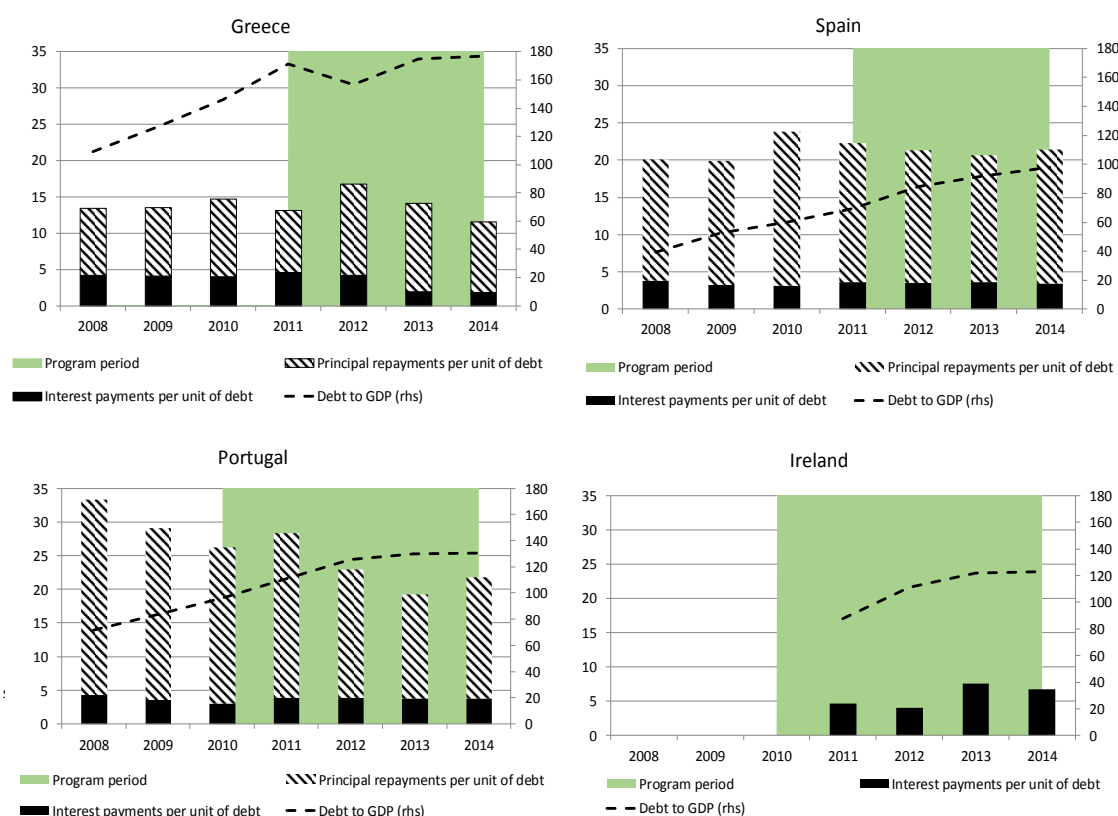 Greece
35 180
30 160
25 140
20 120
15 100
10 80
5 60
0 40
20
0
2008 2009 2010 2011 2012 2013 2014
Program period Principal repayments per unit of debt
Interest payments per unit of debt Debt to GDP (rhs)
Spain
35 180
30 160
25 140
20 120
15 100
10 80
5 60
0 40
20
0
2008 2009 2010 2011 2012 2013 2014
Program period Principal repayments per unit of debt
Interest payments per unit of debt Debt to GDP (rhs)
Portugal
35 180
30 160
25 140
20 120
15 100
10 80
5 60
0 40
20
0
2008 2009 2010 2011 2012 2013 2014
Program period Principal repayments per unit of debt
Interest payments per unit of debt Debt to GDP (rhs)
Ireland
35 180
30 160
25 140
20 120
15 100
10 80
5 60
0 40
20
0
2008 2009 2010 2011 2012 2013 2014
Program period Interest payments per unit of debt
Debt to GDP (rhs)